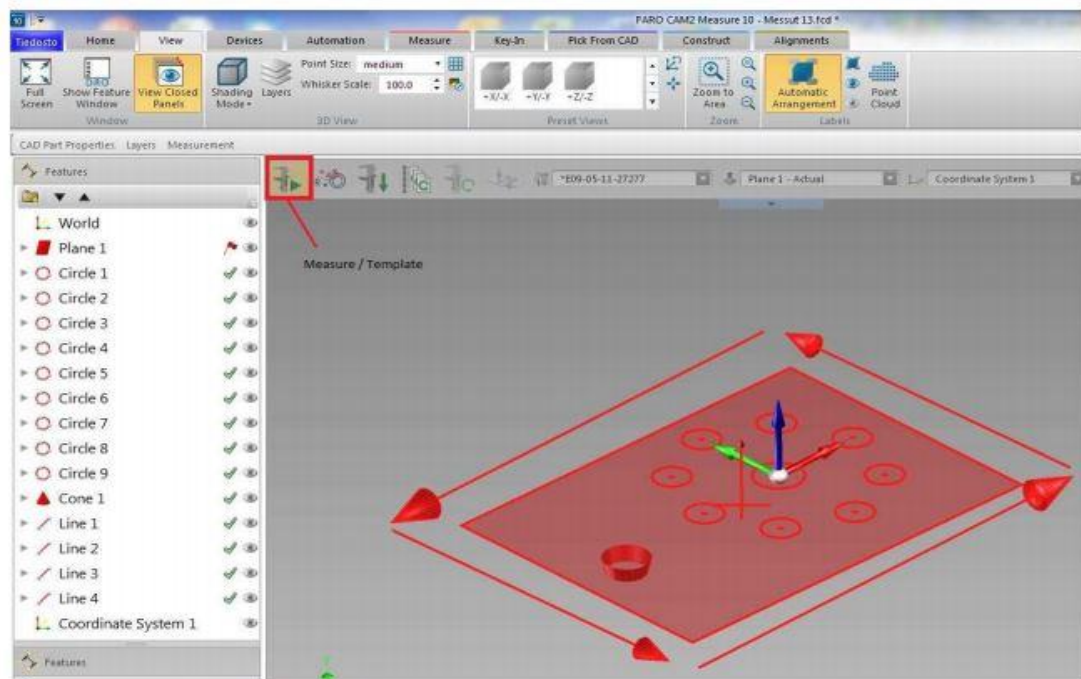 FARO CAM2 Measure 10 - Messut 13.fcd *
Tiedosto Home View Devices Automation Measure Key-In Pick From CAD Construct Alignments
Full Screen
Show Feature Window
View Closed Panels
Shading Mode
Layers
Point Size: medium
Whisker Scale: 100.0
+X/-X +Y/-Y +Z/-Z
Zoom to Area
Automatic Arrangement
Point Cloud
Window 3D View Preset Views Zoom Labels
CAD Part Properties Layers Measurement
Features
*E09-05-11-27277 Plane 1 - Actual Coordinate System 1
World
Plane 1
Circle 1
Measure / Template
Circle 2
Circle 3
Circle 4
Circle 5
Circle 6
Circle 7
Circle 8
Circle 9
Cone 1
Line 1
Line 2
Line 3
Line 4
Coordinate System 1
Features